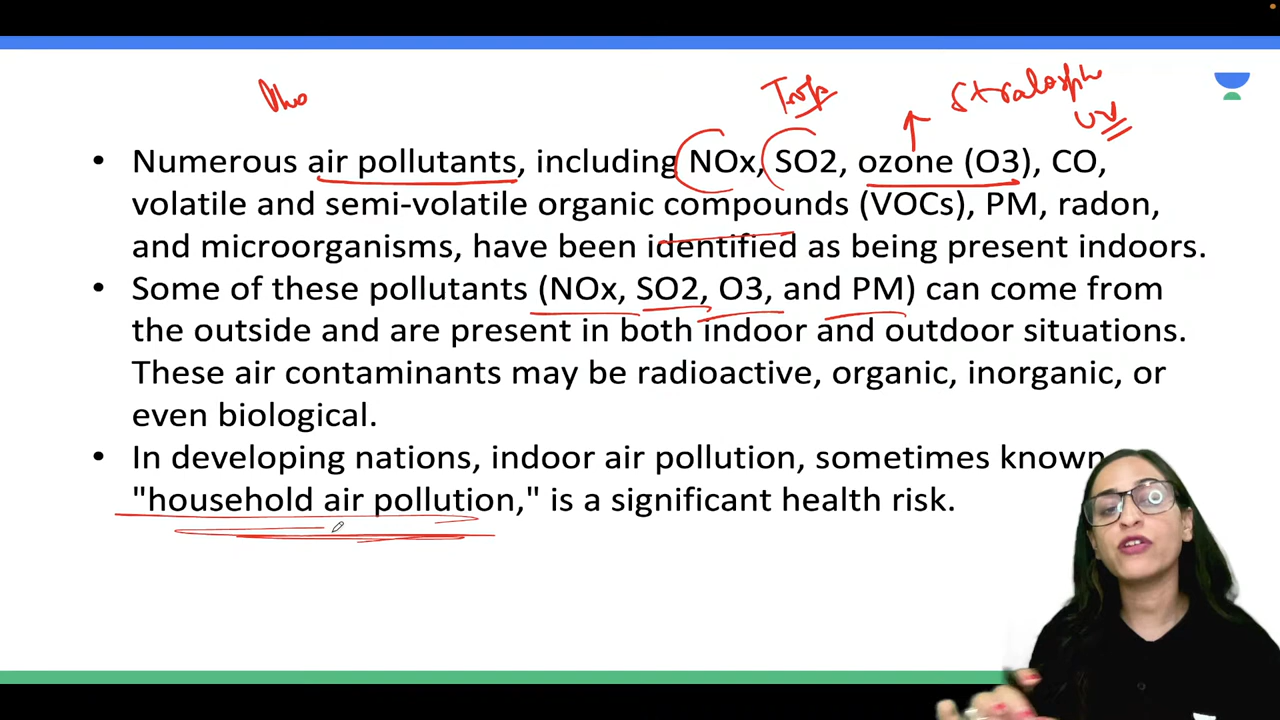 Trop
Stratosphe
UV
• Numerous air pollutants, including NOx, SO2, ozone (O3), CO,
volatile and semi-volatile organic compounds (VOCs), PM, radon,
and microorganisms, have been identified as being present indoors.
• Some of these pollutants (NOx, SO2, O3, and PM) can come from
the outside and are present in both indoor and outdoor situations.
These air contaminants may be radioactive, organic, inorganic, or
even biological.
• In developing nations, indoor air pollution, sometimes known
"household air pollution," is a significant health risk.